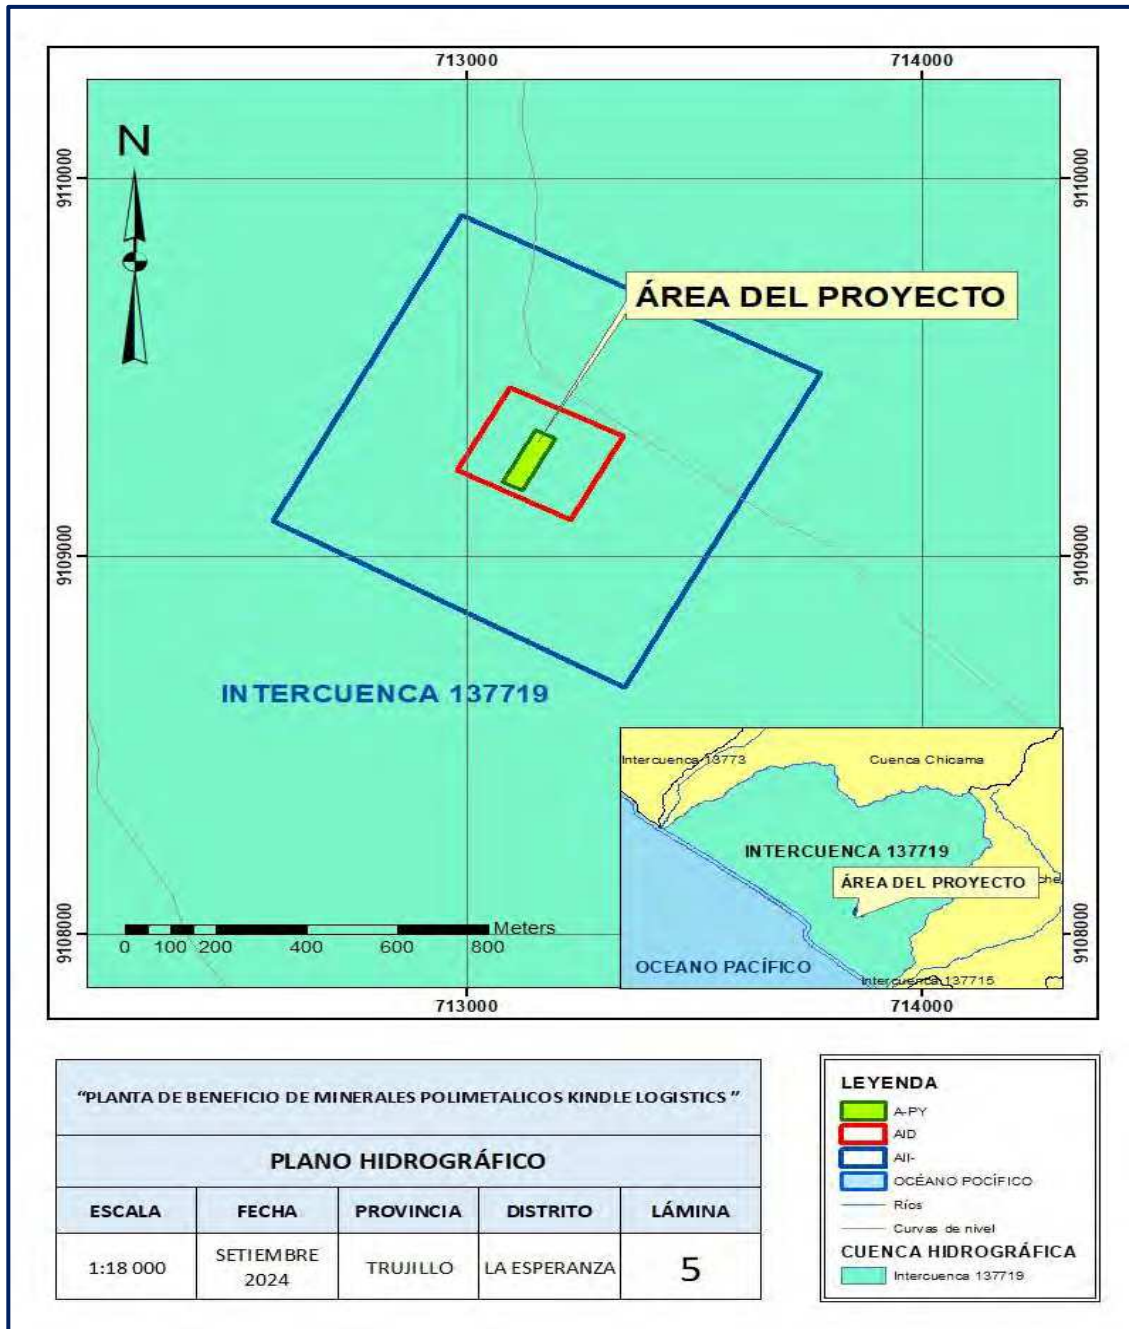 713000
714000
N
9110000
9110000
ÁREA DEL PROYECTO
9109000
9109000
INTERCUENCA 137719
Intercuenca 13773
Cuenca Chicama
INTERCUENCA 137719
ÁREA DEL PROYECTO
che
OCEANO PACÍFICO
Intercuenca 137715
9108000
9108000
Meters
0 100 200 400 600 800
713000
714000
"PLANTA DE BENEFICIO DE MINERALES POLIMETALICOS KINDLE LOGISTICS "
PLANO HIDROGRÁFICO
ESCALA FECHA PROVINCIA DISTRITO LÁMINA
1:18 000 SETIEMBRE 2024 TRUJILLO LA ESPERANZA 5
LEYENDA
A-PY
AID
AII-
OCÉANO POCÍFICO
Ríos
Curvas de nivel
CUENCA HIDROGRÁFICA
Intercuenca 137719